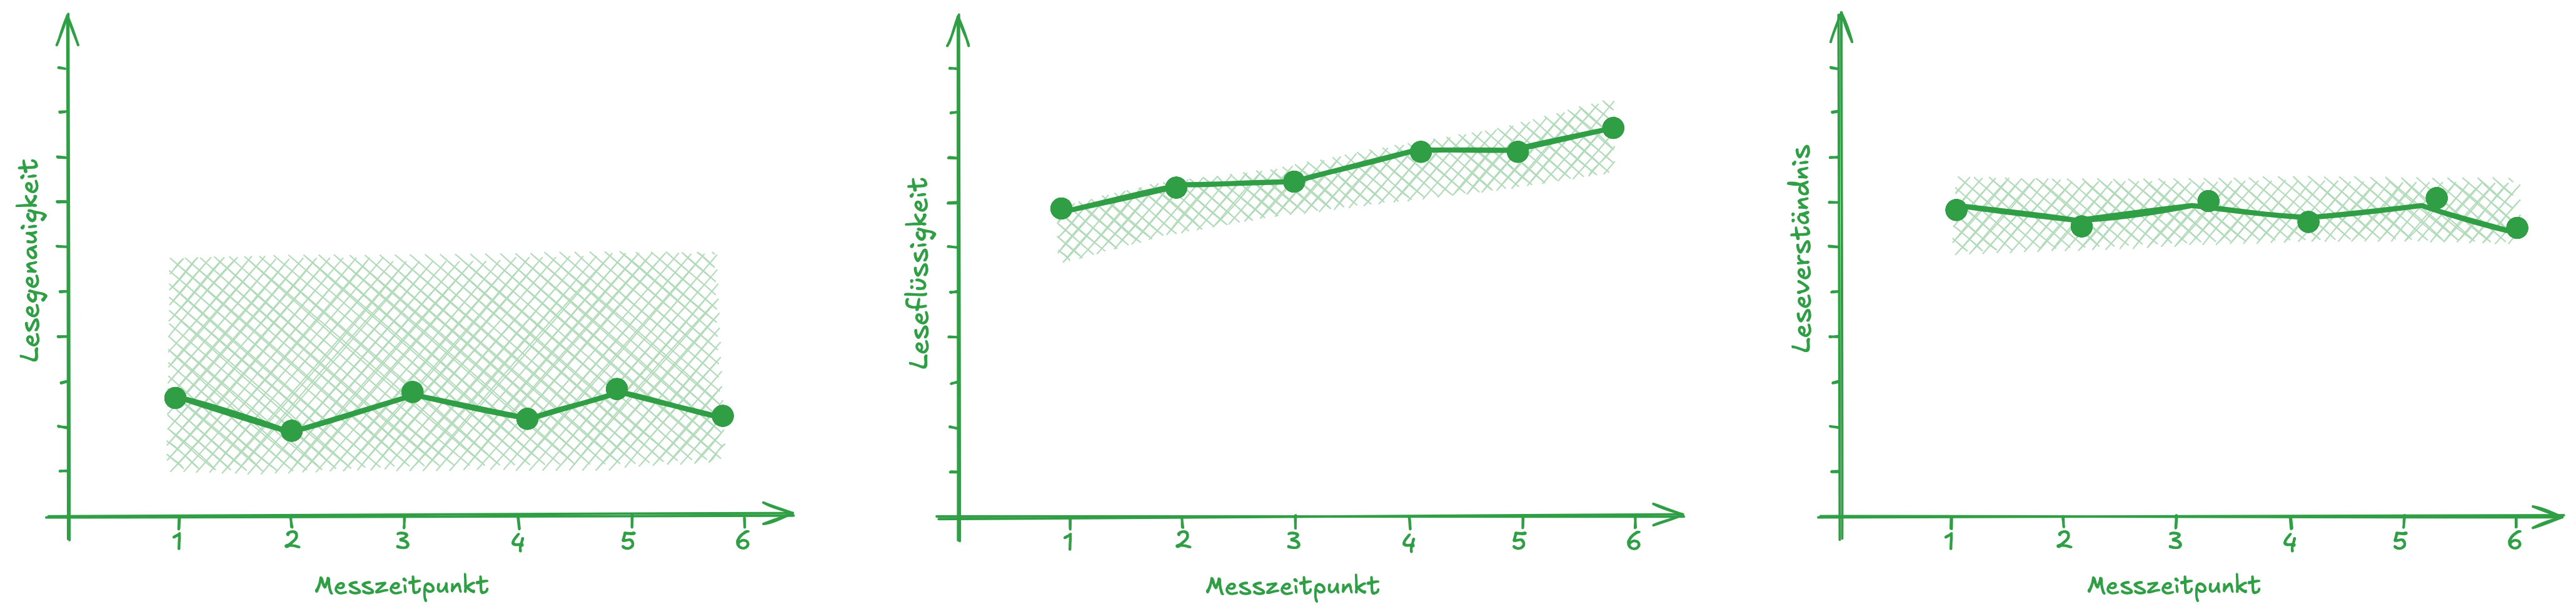 Lesegenauigkeit
1 2 3 4 5 6
Messzeitpunkt
Leseflüssigkeit
1 2 3 4 5 6
Messzeitpunkt
Leseverständnis
1 2 3 4 5 6
Messzeitpunkt